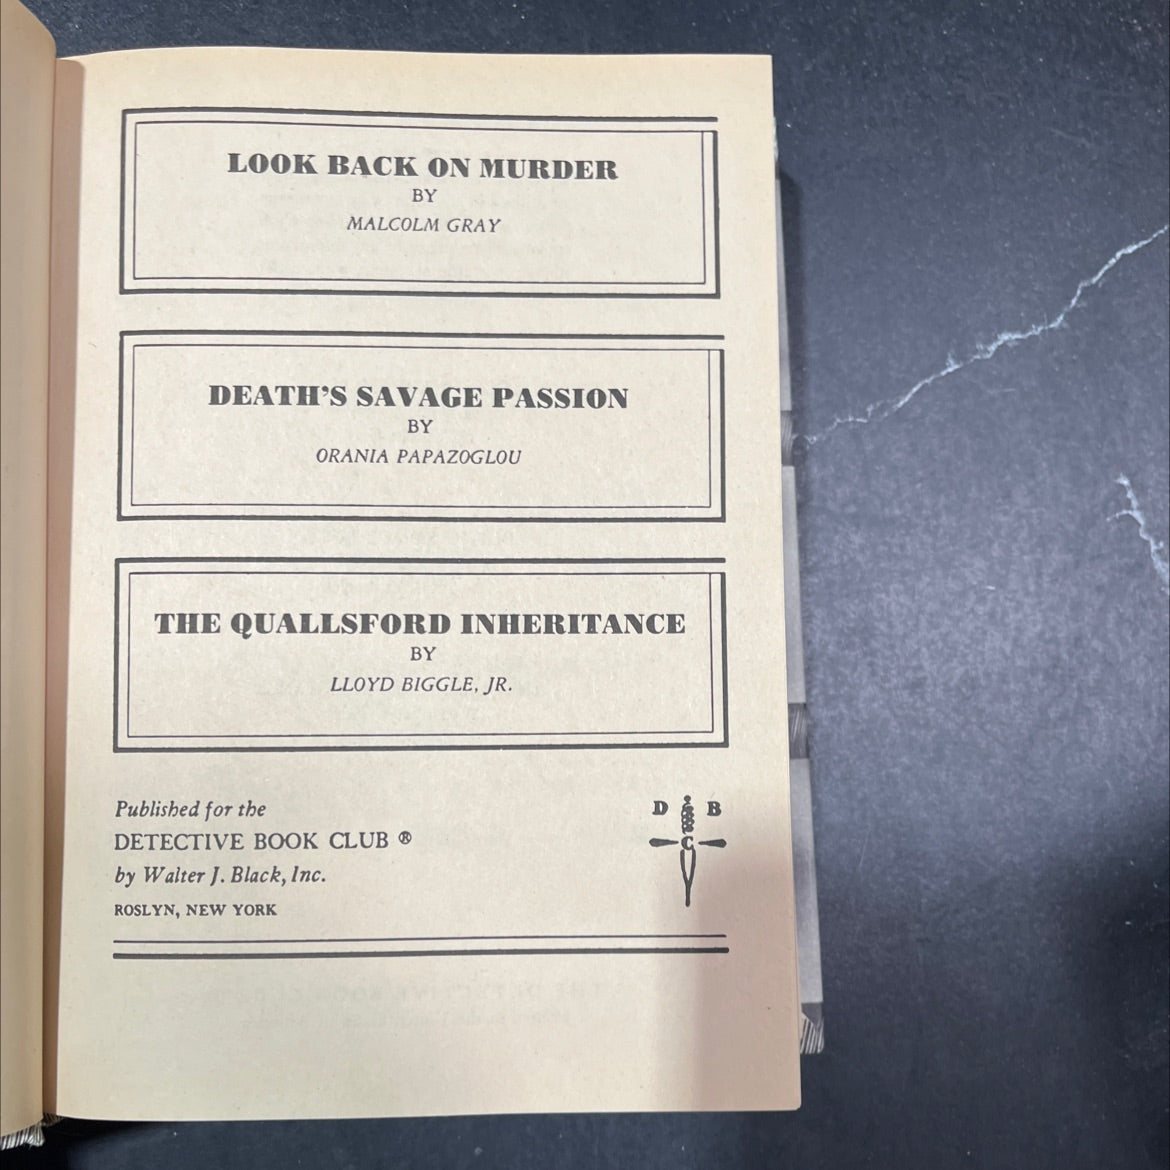 LOOK BACK ON MURDER
BY
MALCOLM GRAY
DEATH'S SAVAGE PASSION
BY
ORANIA PAPAZOGLOU
THE QUALLSFORD INHERITANCE
BY
LLOYD BIGGLE, JR.
Published for the
DETECTIVE BOOK CLUB ®
by Walter J. Black, Inc.
ROSLYN, NEW YORK
D B
C